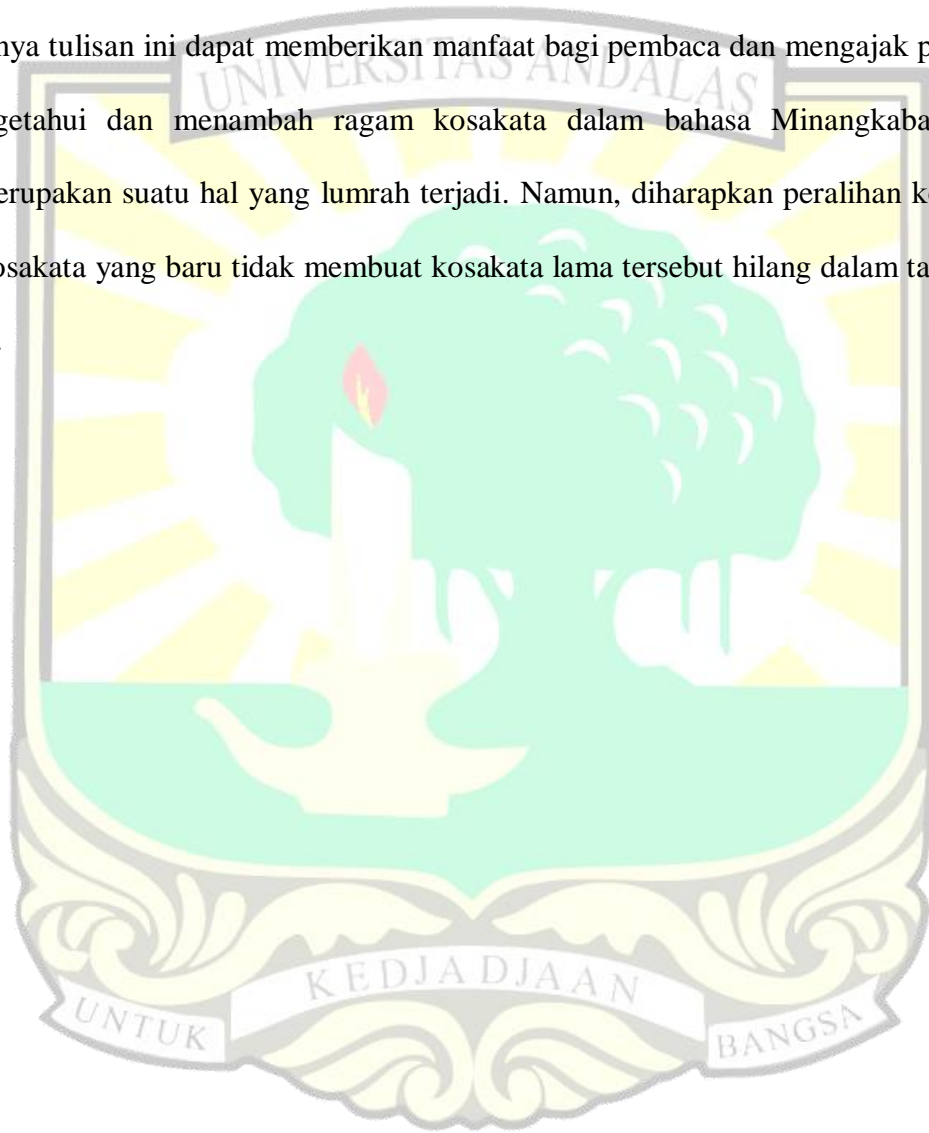 nya tulisan ini dapat memberikan manfaat bagi pembaca dan mengajak p
getahui dan menambah ragam kosakata dalam bahasa Minangkaba
erupakan suatu hal yang lumrah terjadi. Namun, diharapkan peralihan k
osakata yang baru tidak membuat kosakata lama tersebut hilang dalam ta
.
UNIVERSITAS ANDALAS
UNTUK KEDJADJAAN BANGSA